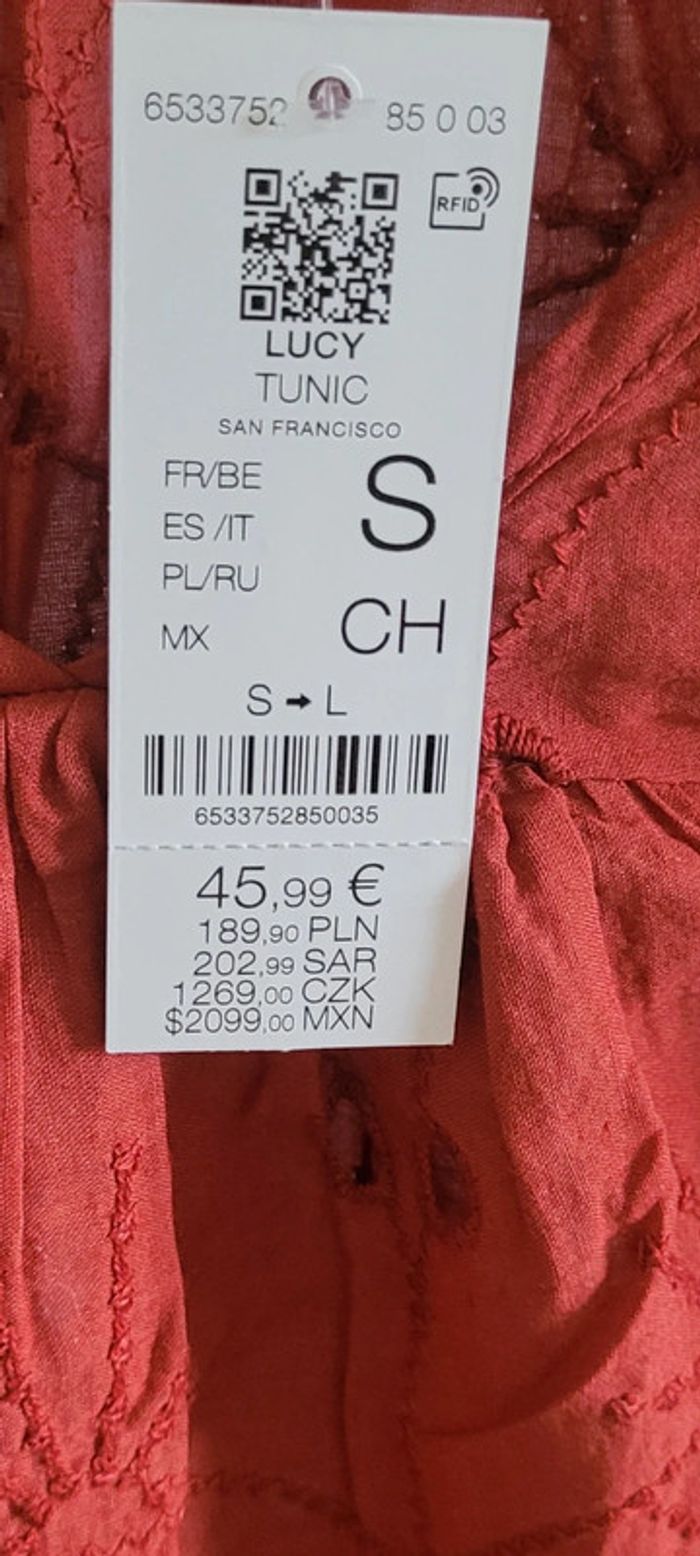 6533752 85 0 03
RFID
LUCY
TUNIC
SAN FRANCISCO
FR/BE
ES /IT
PL/RU
S
MX CH
S ➞ L
6533752850035
45,99 €
189,90 PLN
202,99 SAR
1269,00 CZK
$2099,00 MXN